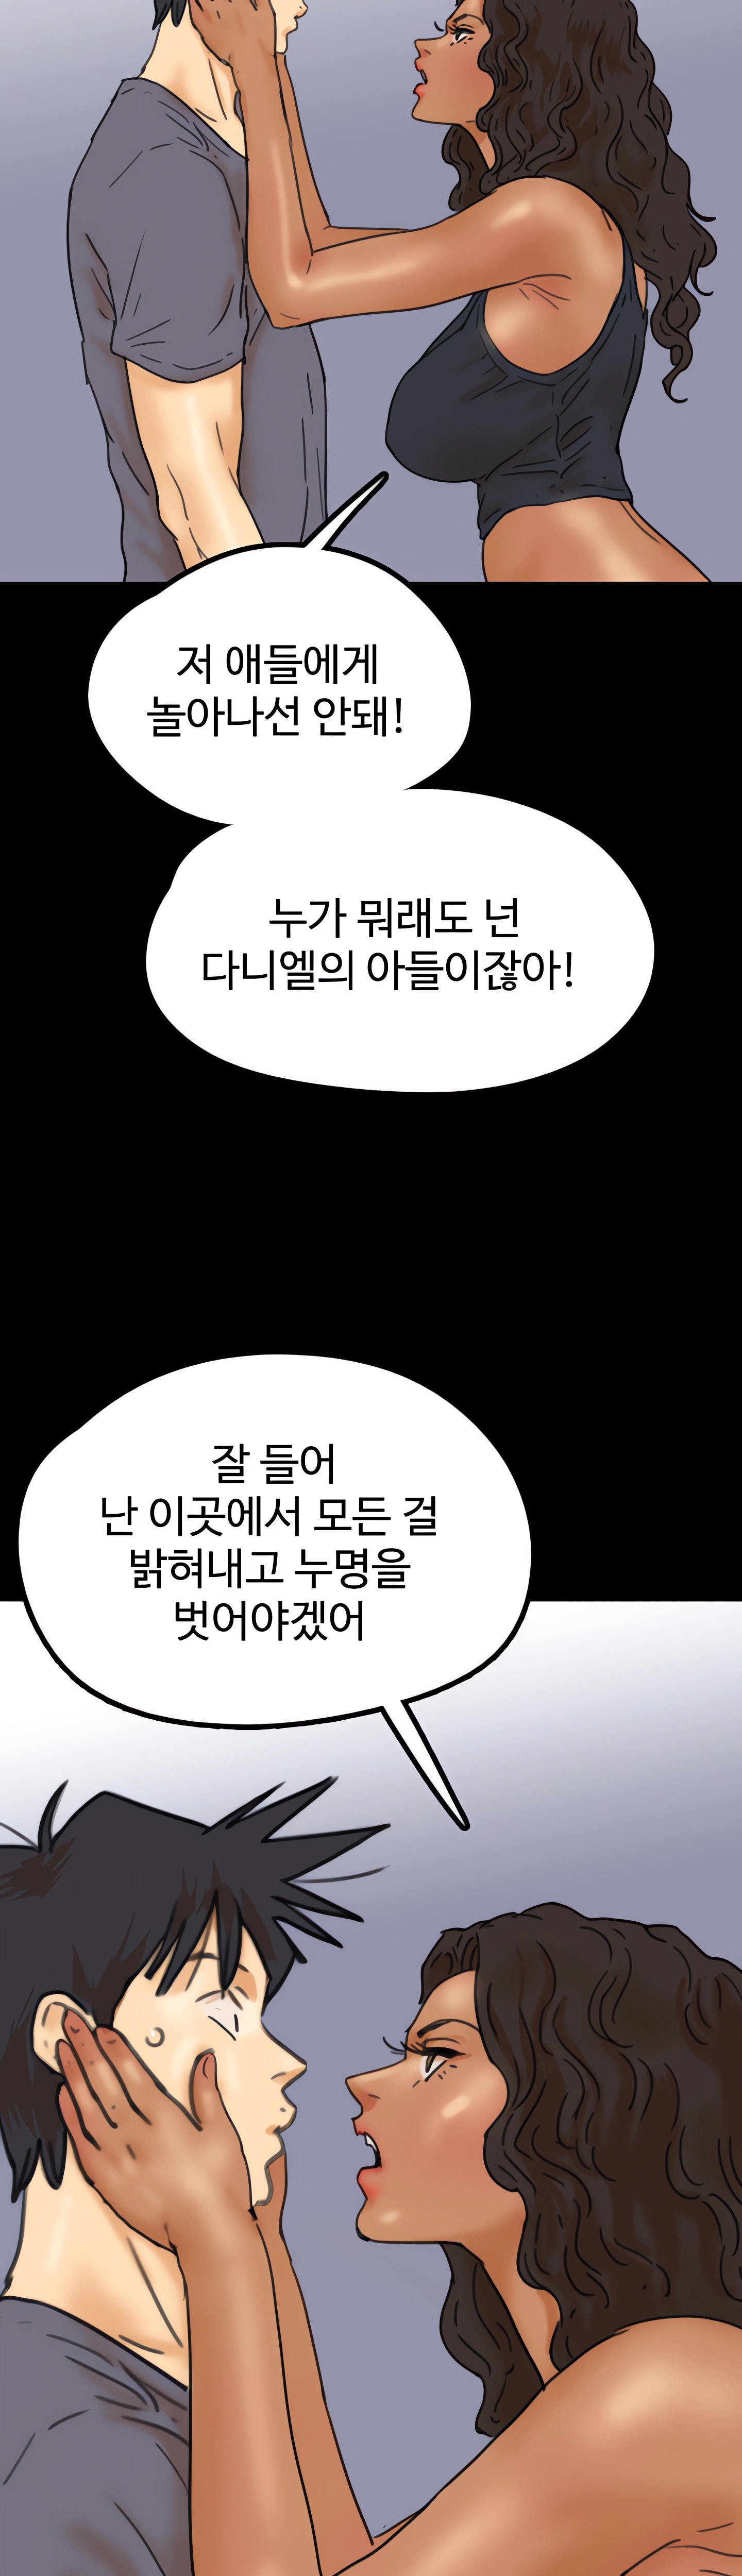 저 애들에게
놀아나선 안돼!
누가 뭐래도 넌
다니엘의 아들이잖아!
잘 들어
난 이곳에서 모든 걸
밝혀내고 누명을
벗어야겠어